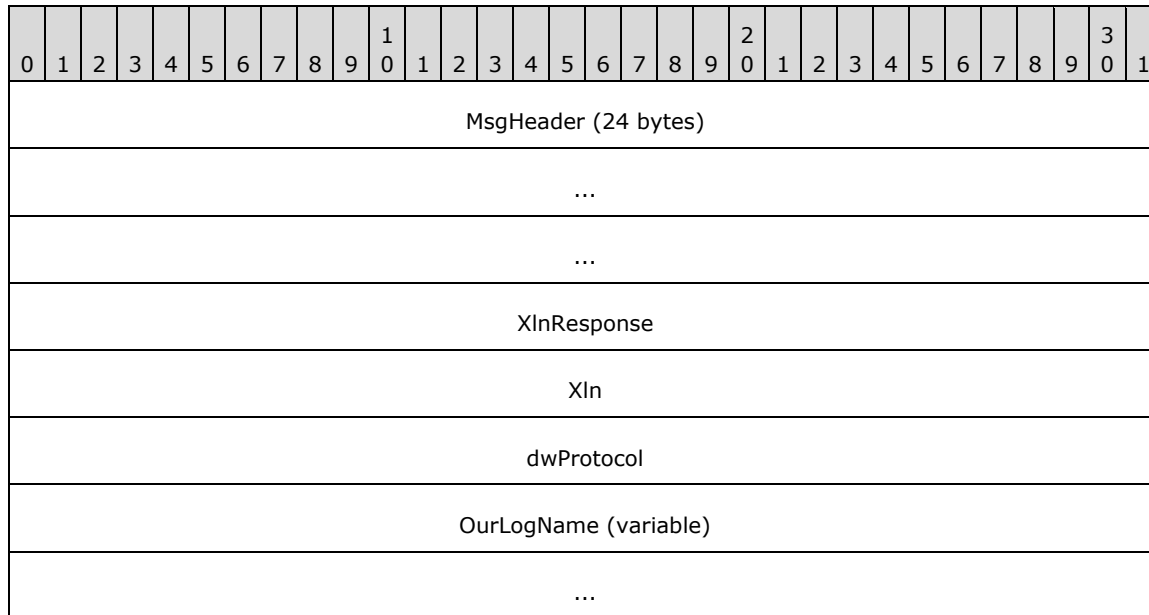 1 2 3
0 1 2 3 4 5 6 7 8 9 0 1 2 3 4 5 6 7 8 9 0 1 2 3 4 5 6 7 8 9 0 1
MsgHeader (24 bytes)
...
...
XlnResponse
Xln
dwProtocol
OurLogName (variable)
...